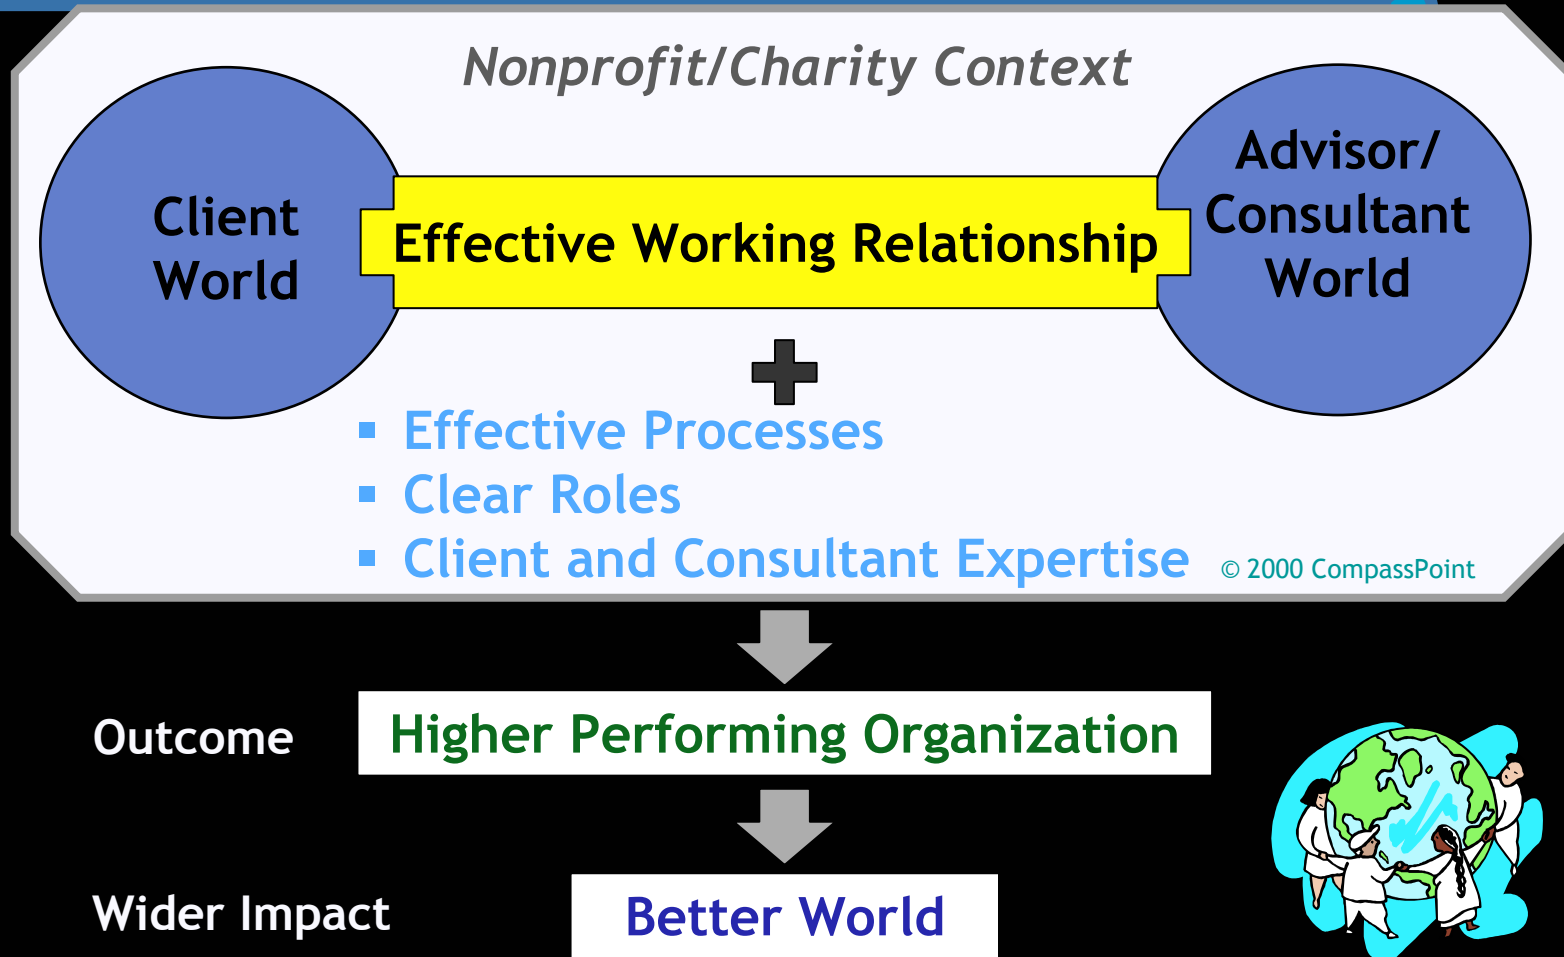 Nonprofit/Charity Context
Client
World
Effective Working Relationship
Advisor/
Consultant
World
▪ Effective Processes
▪ Clear Roles
▪ Client and Consultant Expertise
© 2000 CompassPoint
Outcome
Higher Performing Organization
Wider Impact
Better World